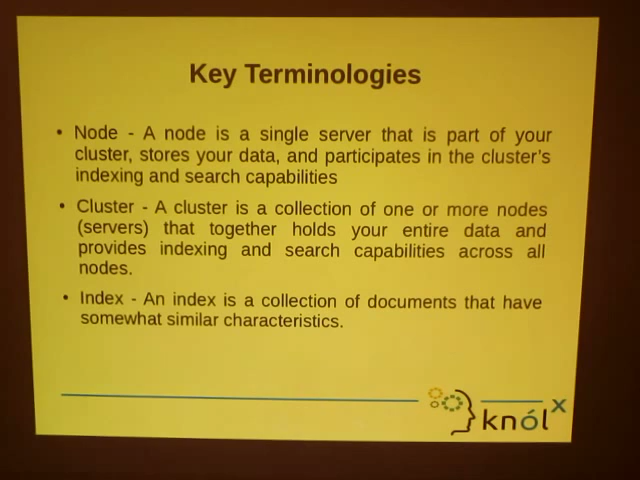 Key Terminologies
• Node - A node is a single server that is part of your
cluster, stores your data, and participates in the cluster's
indexing and search capabilities
• Cluster - A cluster is a collection of one or more nodes
(servers) that together holds your entire data and
provides indexing and search capabilities across all
nodes.
• Index - An index is a collection of documents that have
somewhat similar characteristics.
knólx